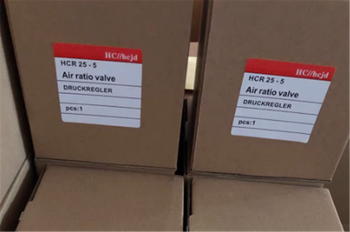 HC//hcjd
HCR 25 - 5
Air ratio valve
DRUCKREGLER
pcs:1
HC//hcjd
HCR 25 - 5
Air ratio valve
DRUCKREGLER
pcs:1